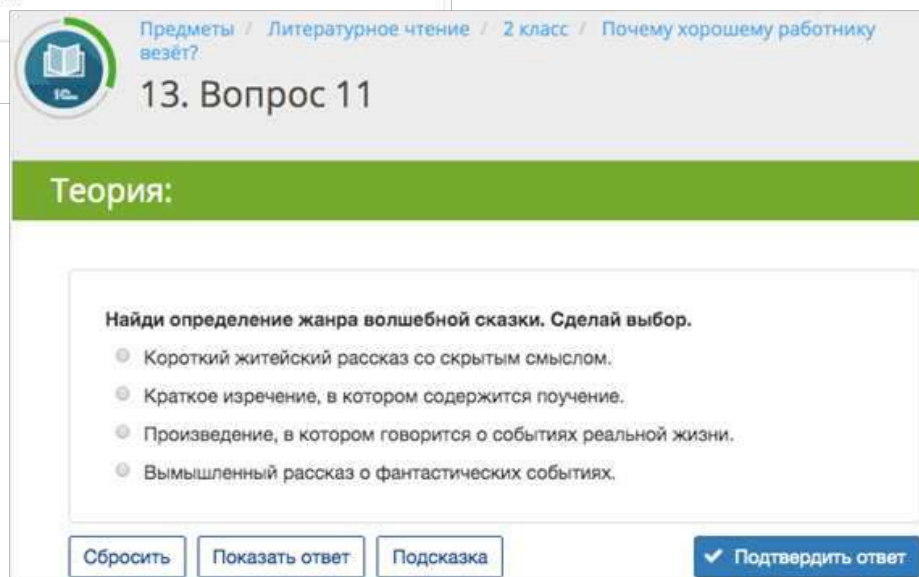 Предметы / Литературное чтение / 2 класс / Почему хорошему работнику
везёт?
13. Вопрос 11
Теория:
Найди определение жанра волшебной сказки. Сделай выбор.
Короткий житейский рассказ со скрытым смыслом.
Краткое изречение, в котором содержится поучение.
Произведение, в котором говорится о событиях реальной жизни.
Вымышленный рассказ о фантастических событиях.
Сбросить Показать ответ Подсказка Подтвердить ответ